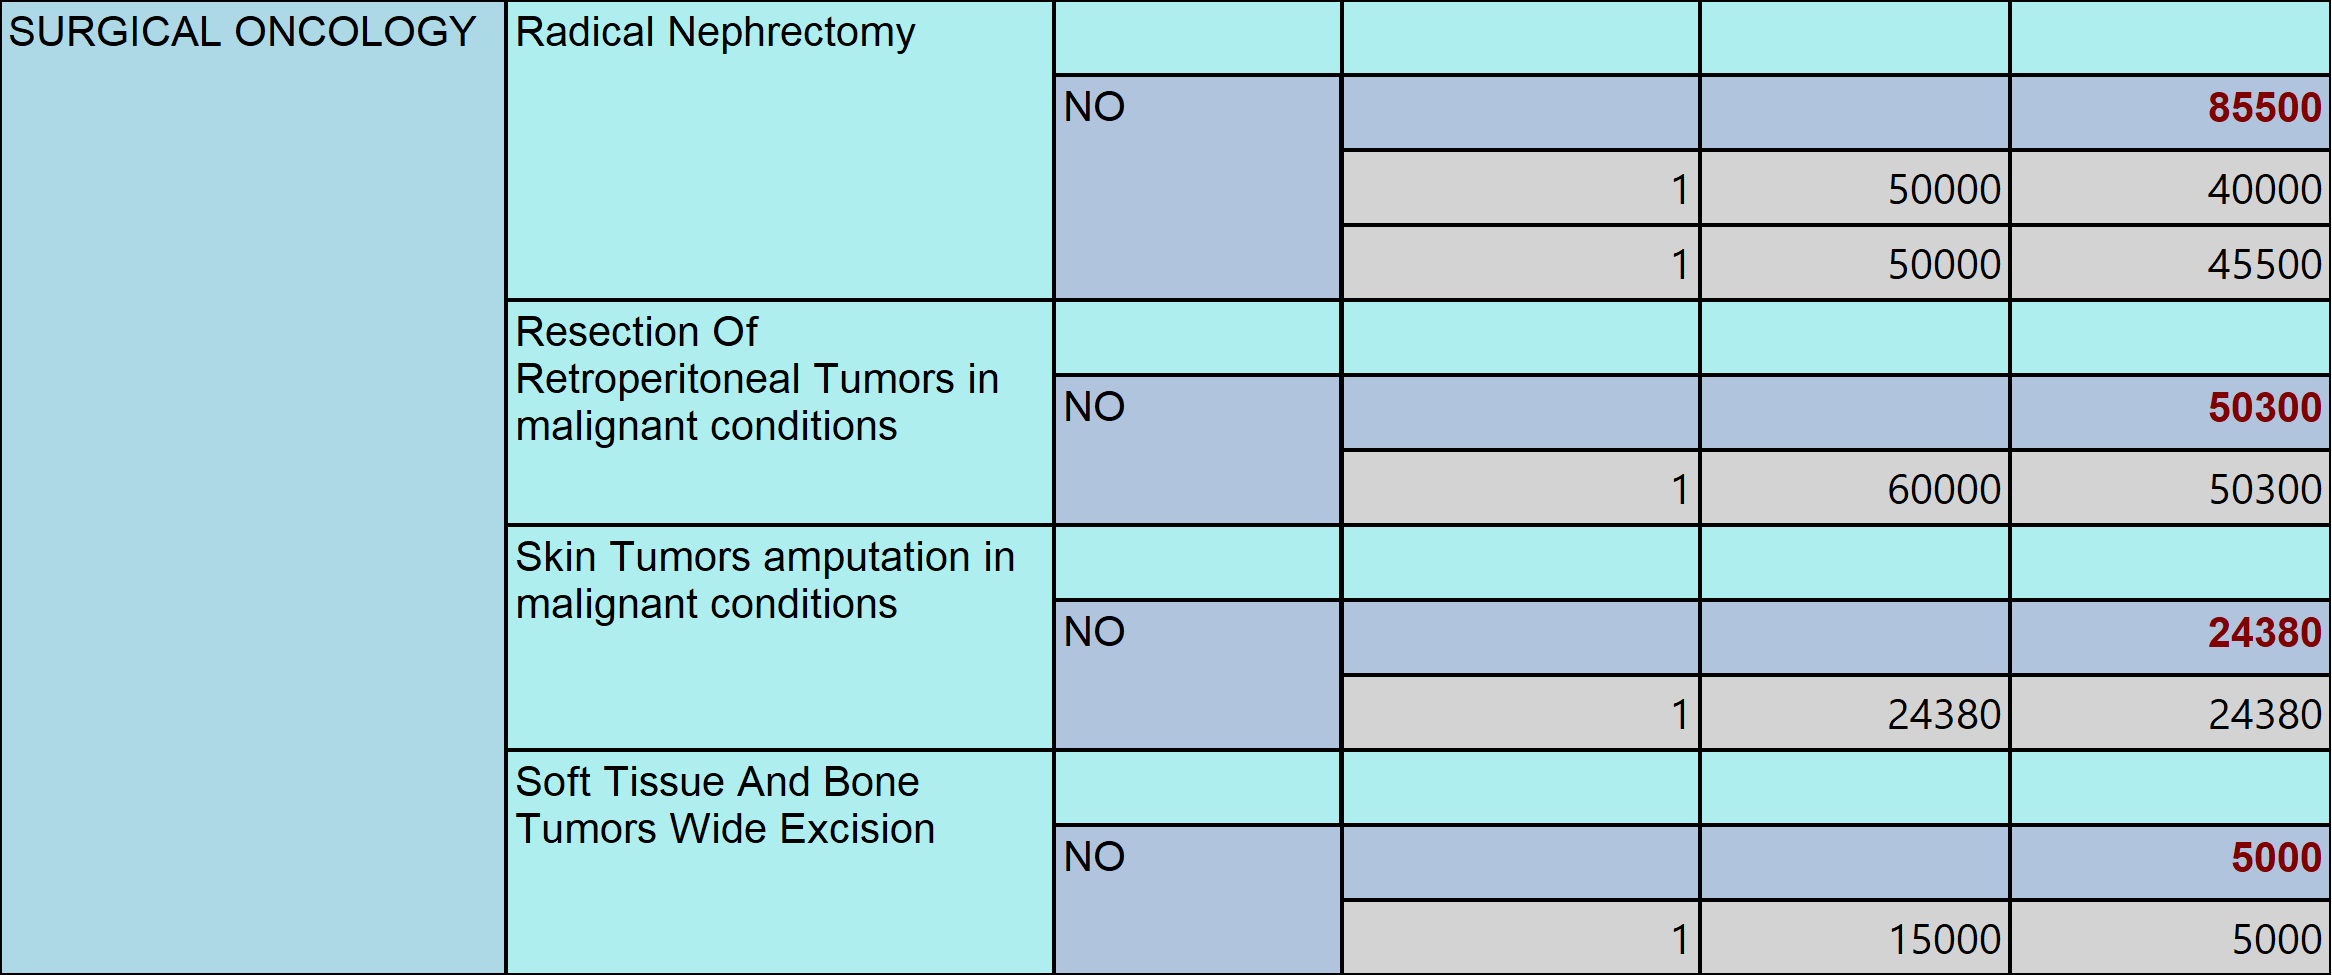 SURGICAL ONCOLOGY Radical Nephrectomy
NO 85500
1 50000 40000
1 50000 45500
Resection Of
Retroperitoneal Tumors in
malignant conditions
NO 50300
1 60000 50300
Skin Tumors amputation in
malignant conditions
NO 24380
1 24380 24380
Soft Tissue And Bone
Tumors Wide Excision
NO 5000
1 15000 5000